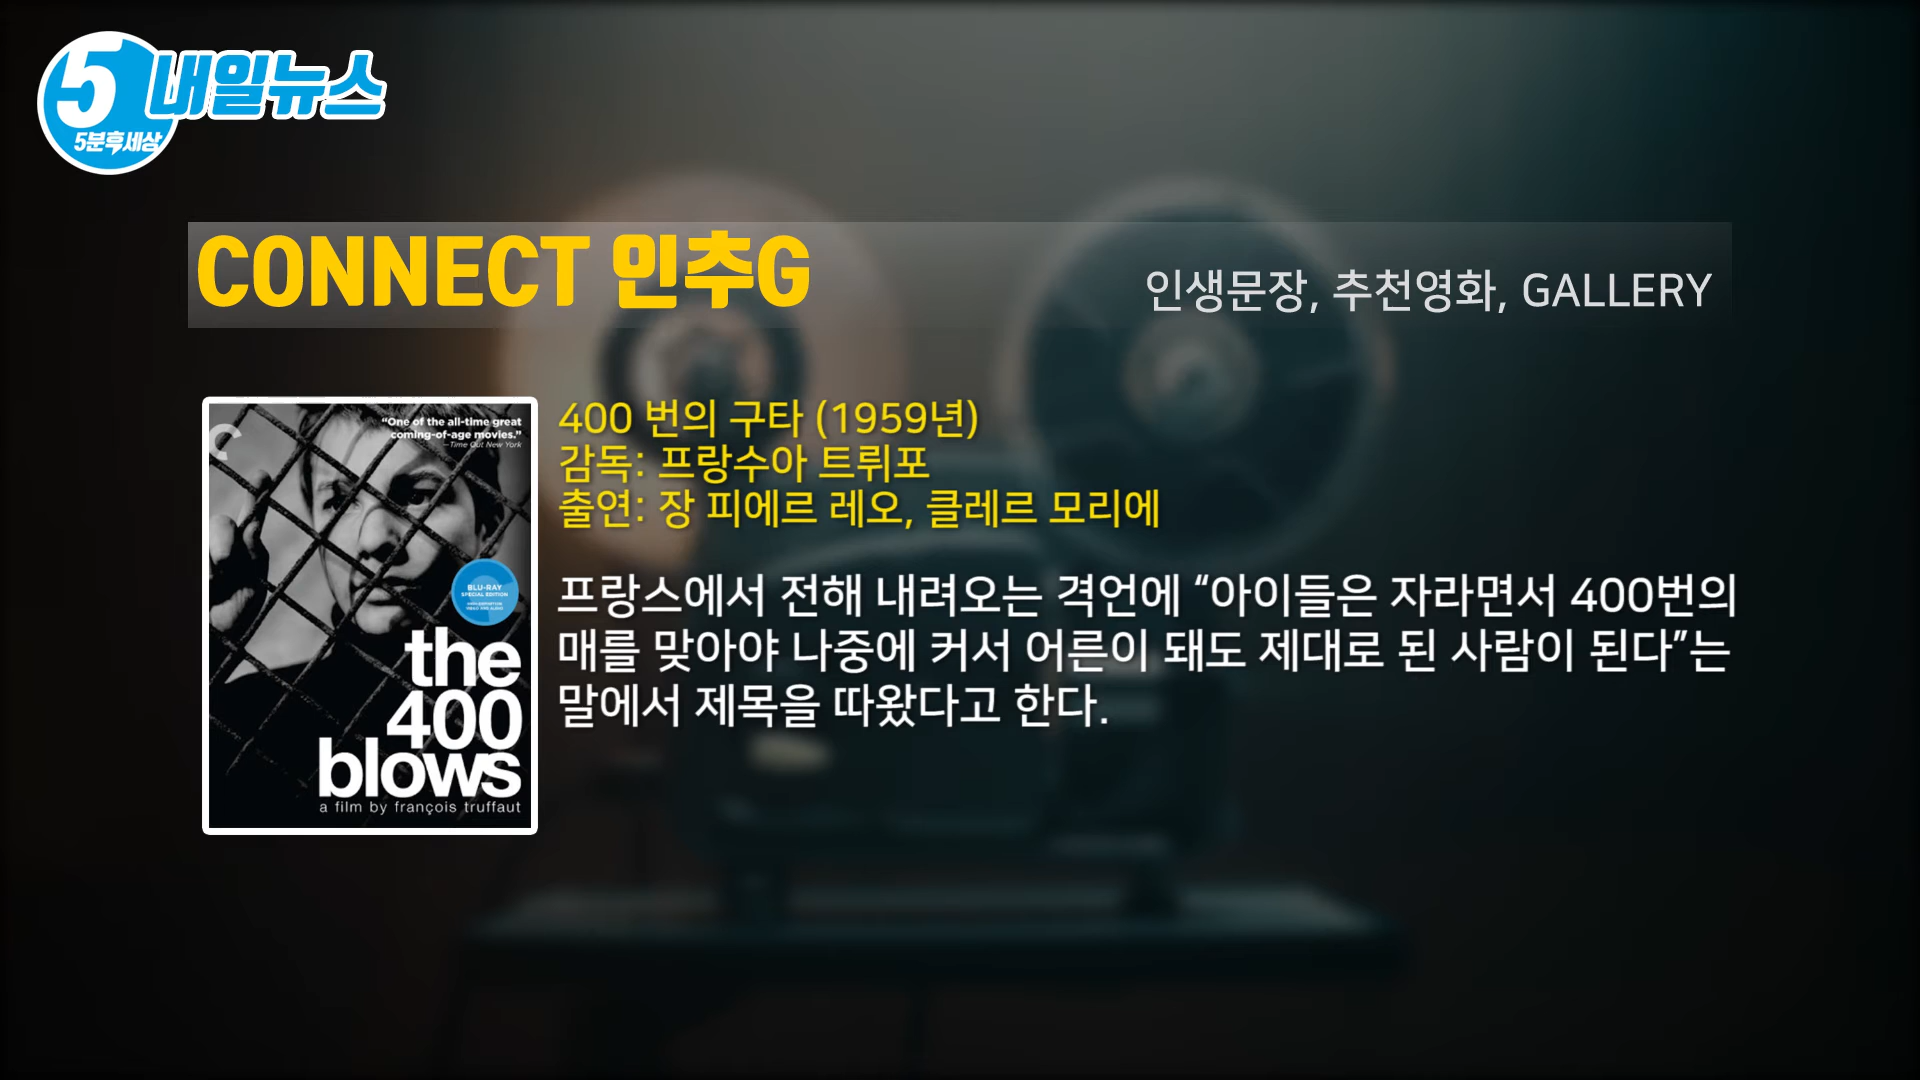 5 내일뉴스
5분후세상
CONNECT 인추G
인생문장, 추천영화, GALLERY
“One of the all-time great
coming-of-age movies.”
—Time Out New York
BLU-RAY
SPECIAL EDITION
the
400
blows
a film by françois truffaut
400 번의 구타 (1959년)
감독: 프랑수아 트뤼포
출연: 장 피에르 레오, 클레르 모리에
프랑스에서 전해 내려오는 격언에 “아이들은 자라면서 400번의
매를 맞아야 나중에 커서 어른이 돼도 제대로 된 사람이 된다”는
말에서 제목을 따왔다고 한다.